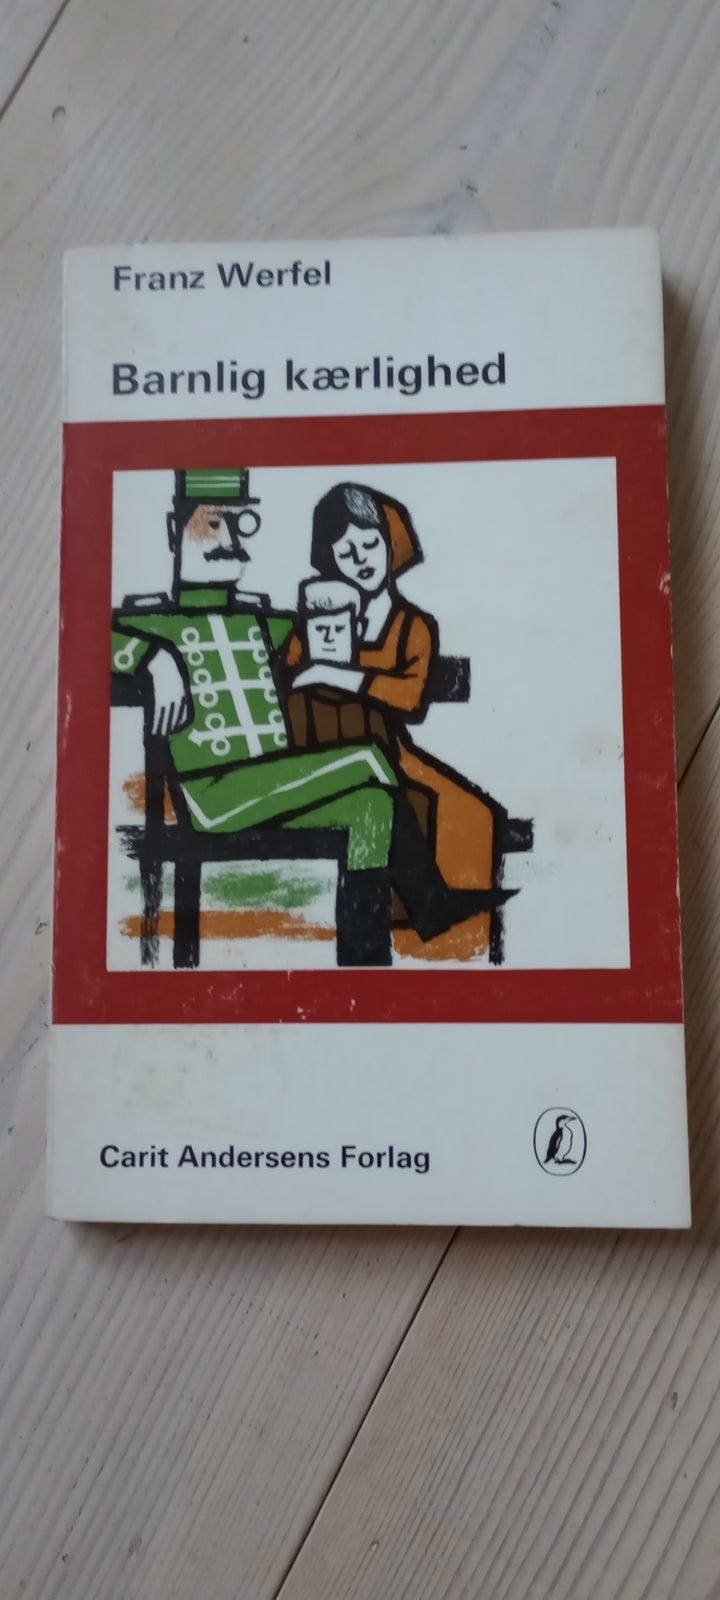 Franz Werfel
Barnlig kærlighed
Carit Andersens Forlag